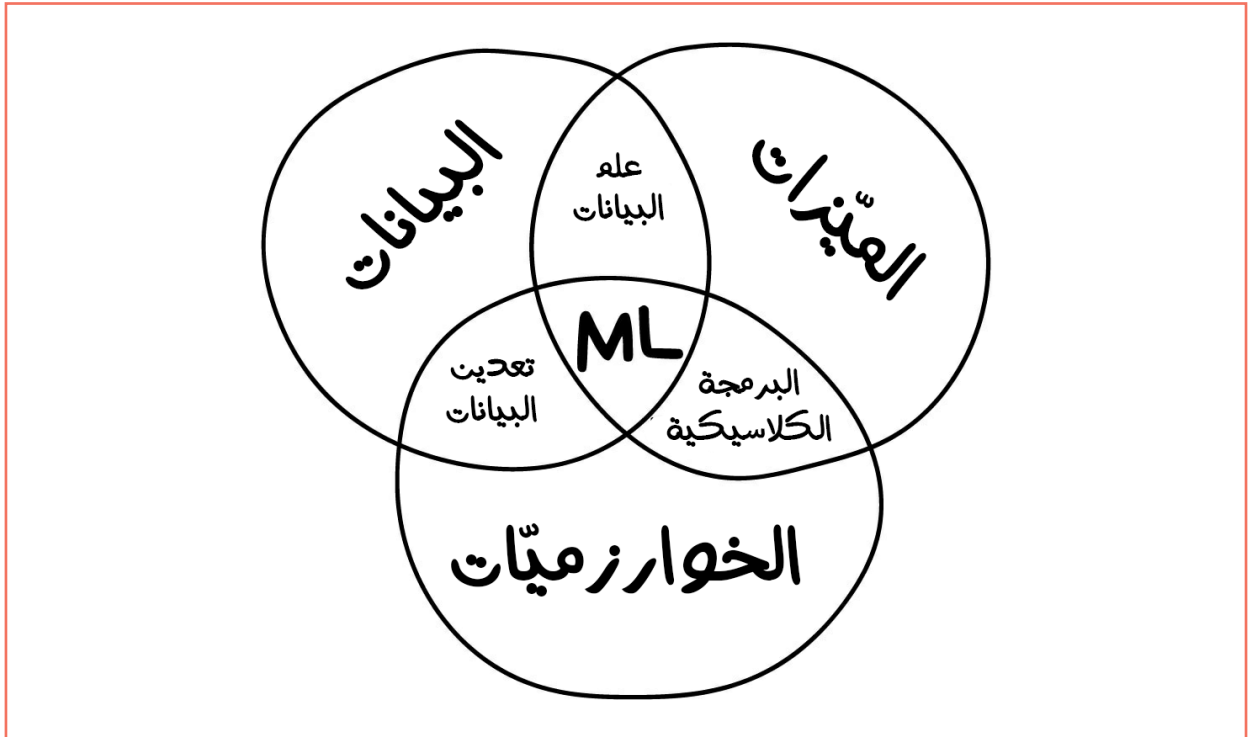 البيانات
علم
البيانات
الميّزات
ML
تعدين
البيانات
البرمجة
الكلاسيكية
الخوارزميّات